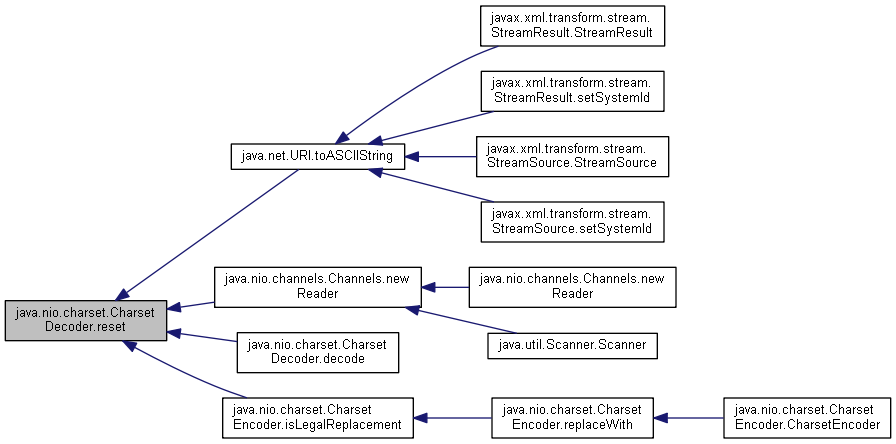 javax.xml.transform.stream.
StreamResult.StreamResult
javax.xml.transform.stream.
StreamResult.setSystemId
java.net.URI.toASCIIString
javax.xml.transform.stream.
StreamSource.StreamSource
javax.xml.transform.stream.
StreamSource.setSystemId
java.nio.charset.Charset
Decoder.reset
java.nio.channels.Channels.new
Reader
java.nio.channels.Channels.new
Reader
java.util.Scanner.Scanner
java.nio.charset.Charset
Decoder.decode
java.nio.charset.Charset
Encoder.isLegalReplacement
java.nio.charset.Charset
Encoder.replaceWith
java.nio.charset.Charset
Encoder.CharsetEncoder